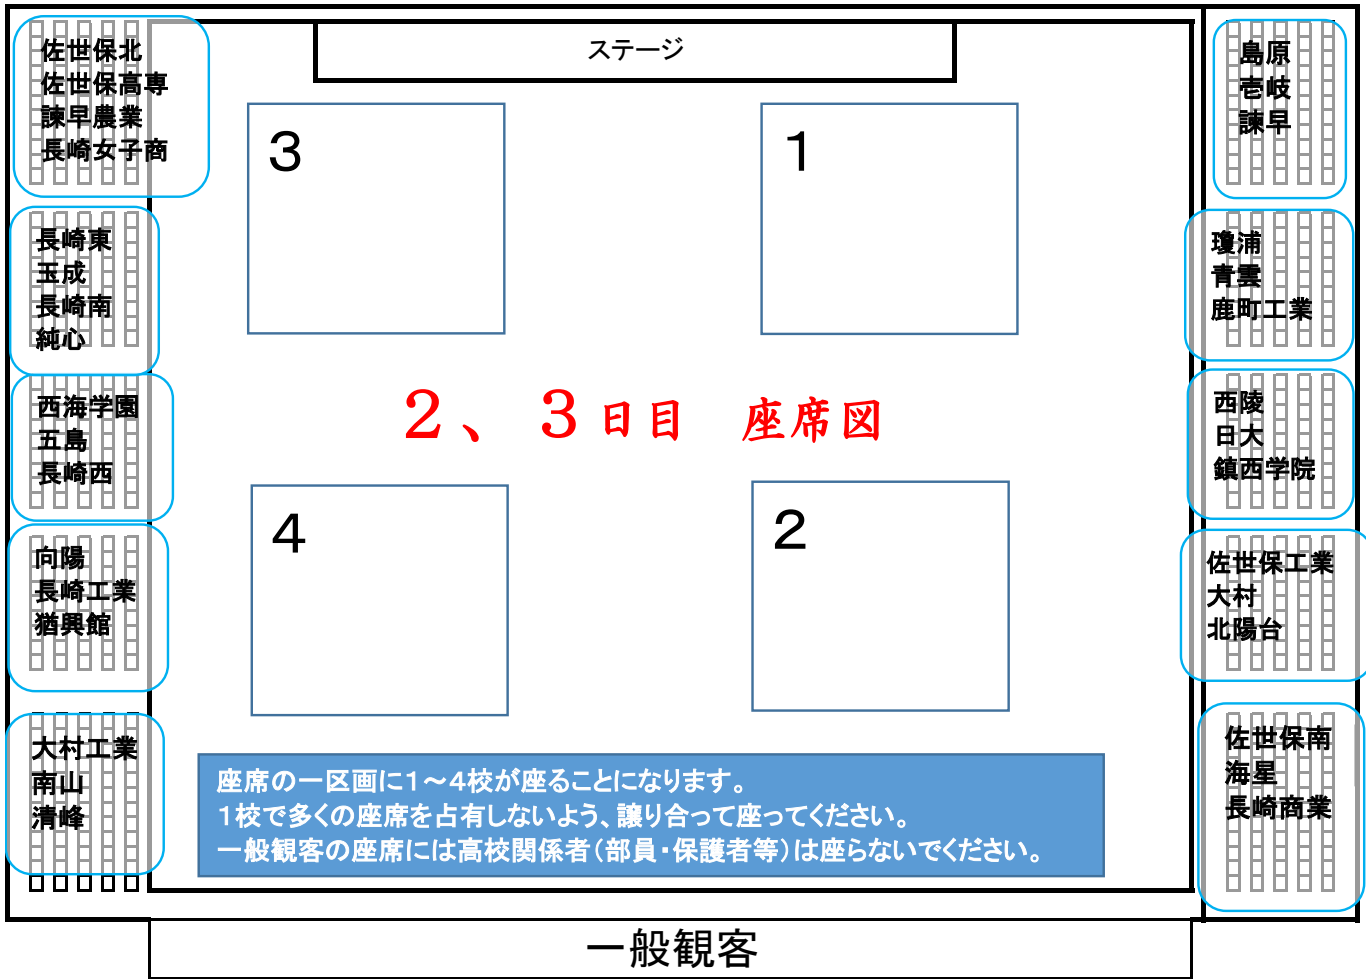 ステージ
佐世保北
佐世保高専
諫早農業
長崎女子商
長崎東
玉成
長崎南
純心
西海学園
五島
長崎西
向陽
長崎工業
猶興館
大村工業
南山
清峰
3
1
2、3日目 座席図
4
2
島原
壱岐
諫早
瓊浦
青雲
鹿町工業
西陵
日大
鎮西学院
佐世保工業
大村
北陽台
佐世保南
海星
長崎商業
座席の一区画に1～4校が座ることになります。
1校で多くの座席を占有しないよう、譲り合って座ってください。
一般観客の座席には高校関係者(部員・保護者等)は座らないでください。
一般観客